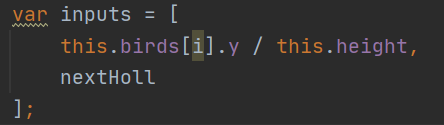 var inputs = [
this.birds[i].y / this.height,
nextHoll
];